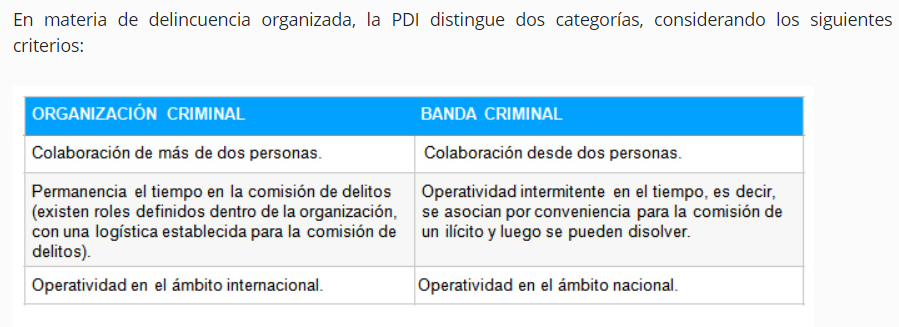 En materia de delincuencia organizada, la PDI distingue dos categorías, considerando los siguientes
criterios:
ORGANIZACIÓN CRIMINAL
BANDA CRIMINAL
Colaboración de más de dos personas.
Colaboración desde dos personas.
Permanencia el tiempo en la comisión de delitos
(existen roles definidos dentro de la organización,
con una logística establecida para la comisión de
delitos).
Operatividad intermitente en el tiempo, es decir,
se asocian por conveniencia para la comisión de
un ilícito y luego se pueden disolver.
Operatividad en el ámbito internacional.
Operatividad en el ámbito nacional.